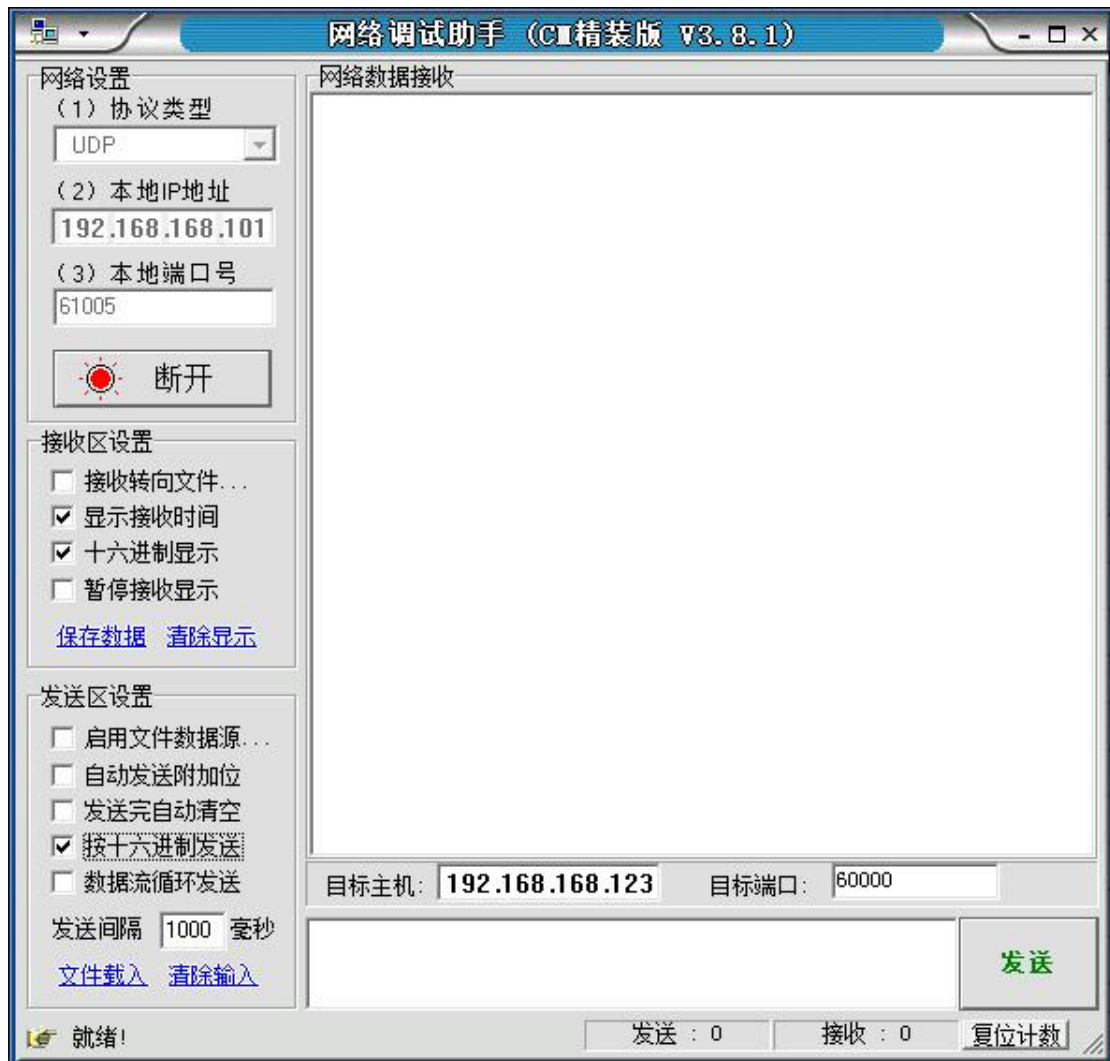 网络调试助手 (CM精装版 V3.8.1)
网络设置
(1) 协议类型
UDP
(2) 本地IP地址
192.168.168.101
(3) 本地端口号
61005
断开
接收区设置
接收转向文件...
显示接收时间
十六进制显示
暂停接收显示
保存数据 清除显示
发送区设置
启用文件数据源...
自动发送附加位
发送完自动清空
按十六进制发送
数据流循环发送
发送间隔 1000 毫秒
文件载入 清除输入
网络数据接收
目标主机: 192.168.168.123 目标端口: 60000
发送
就绪! 发送 : 0 接收 : 0 复位计数